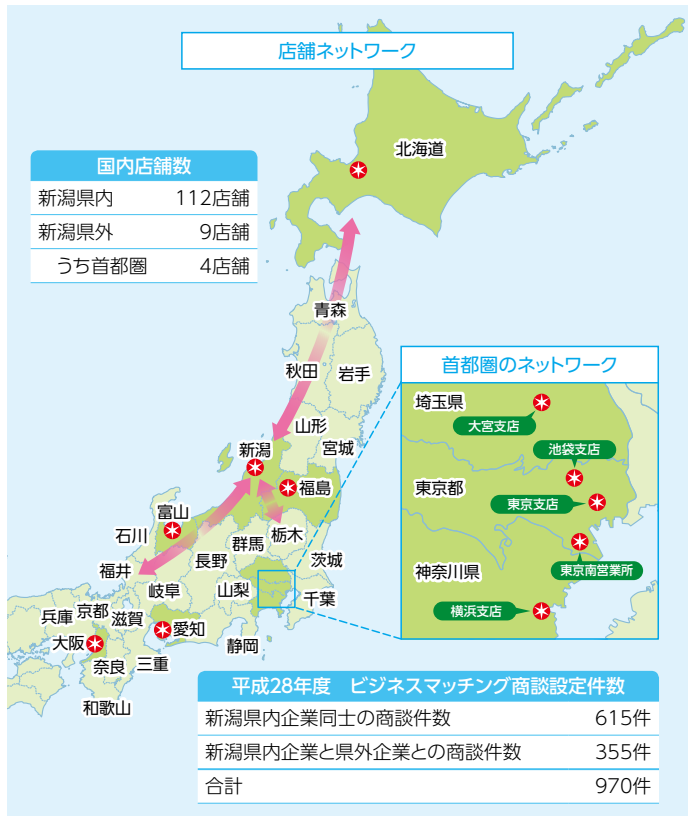 店舗ネットワーク
北海道
国内店舗数
新潟県内 112店舗
新潟県外 9店舗
うち首都圏 4店舗
青森
秋田
岩手
山形
宮城
新潟
福島
富山
石川
栃木
群馬
長野
福井
茨城
岐阜
山梨
千葉
京都
兵庫
滋賀
愛知
大阪
静岡
奈良
三重
和歌山
首都圏のネットワーク
埼玉県
大宮支店
池袋支店
東京都
東京支店
東京南営業所
神奈川県
横浜支店
平成28年度 ビジネスマッチング商談設定件数
新潟県内企業同士の商談件数 615件
新潟県内企業と県外企業との商談件数 355件
合計 970件